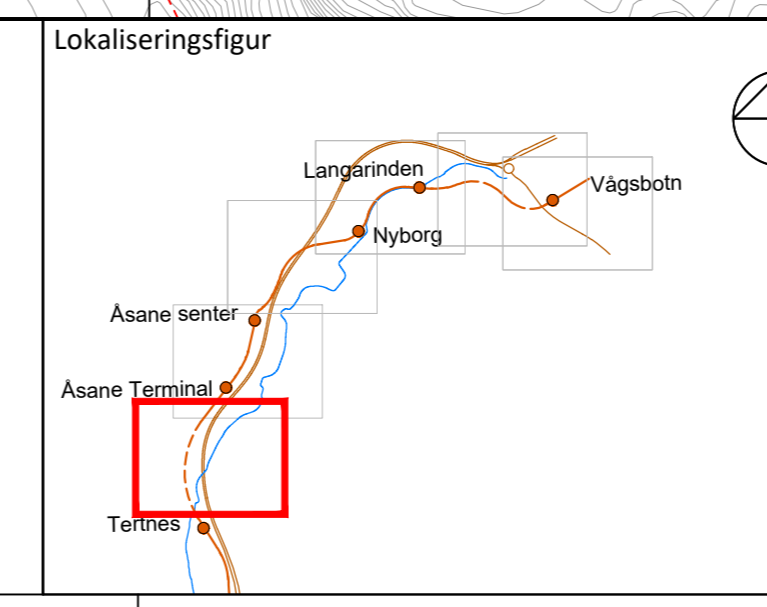 Lokaliseringsfigur
Langarinden
Vågsbotn
Nyborg
Åsane senter
Åsane Terminal
Tertnes